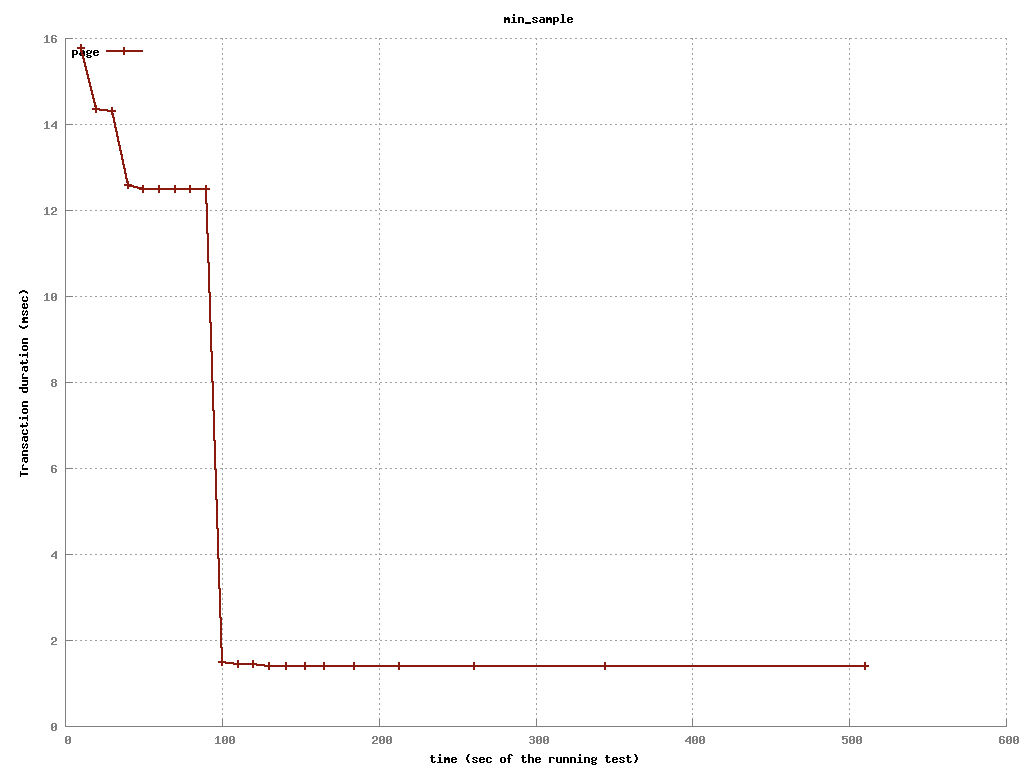 min_sample
page
16
14
12
10
8
6
4
2
0
Transaction duration (msec)
0 100 200 300 400 500 600
time (sec of the running test)